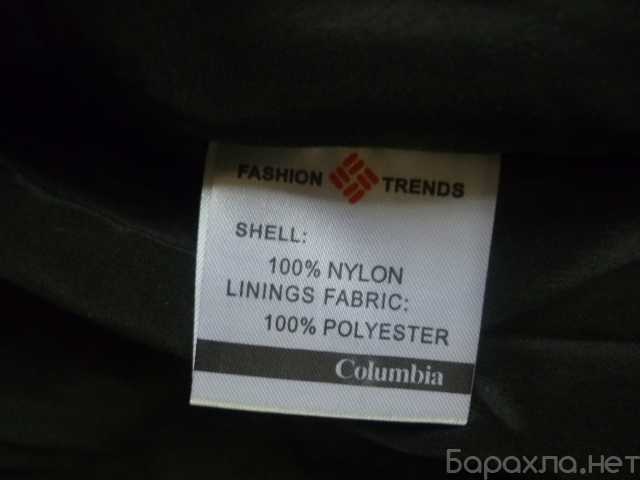 FASHION TRENDS
SHELL:
100% NYLON
LININGS FABRIC:
100% POLYESTER
Columbia
Барахла.нет